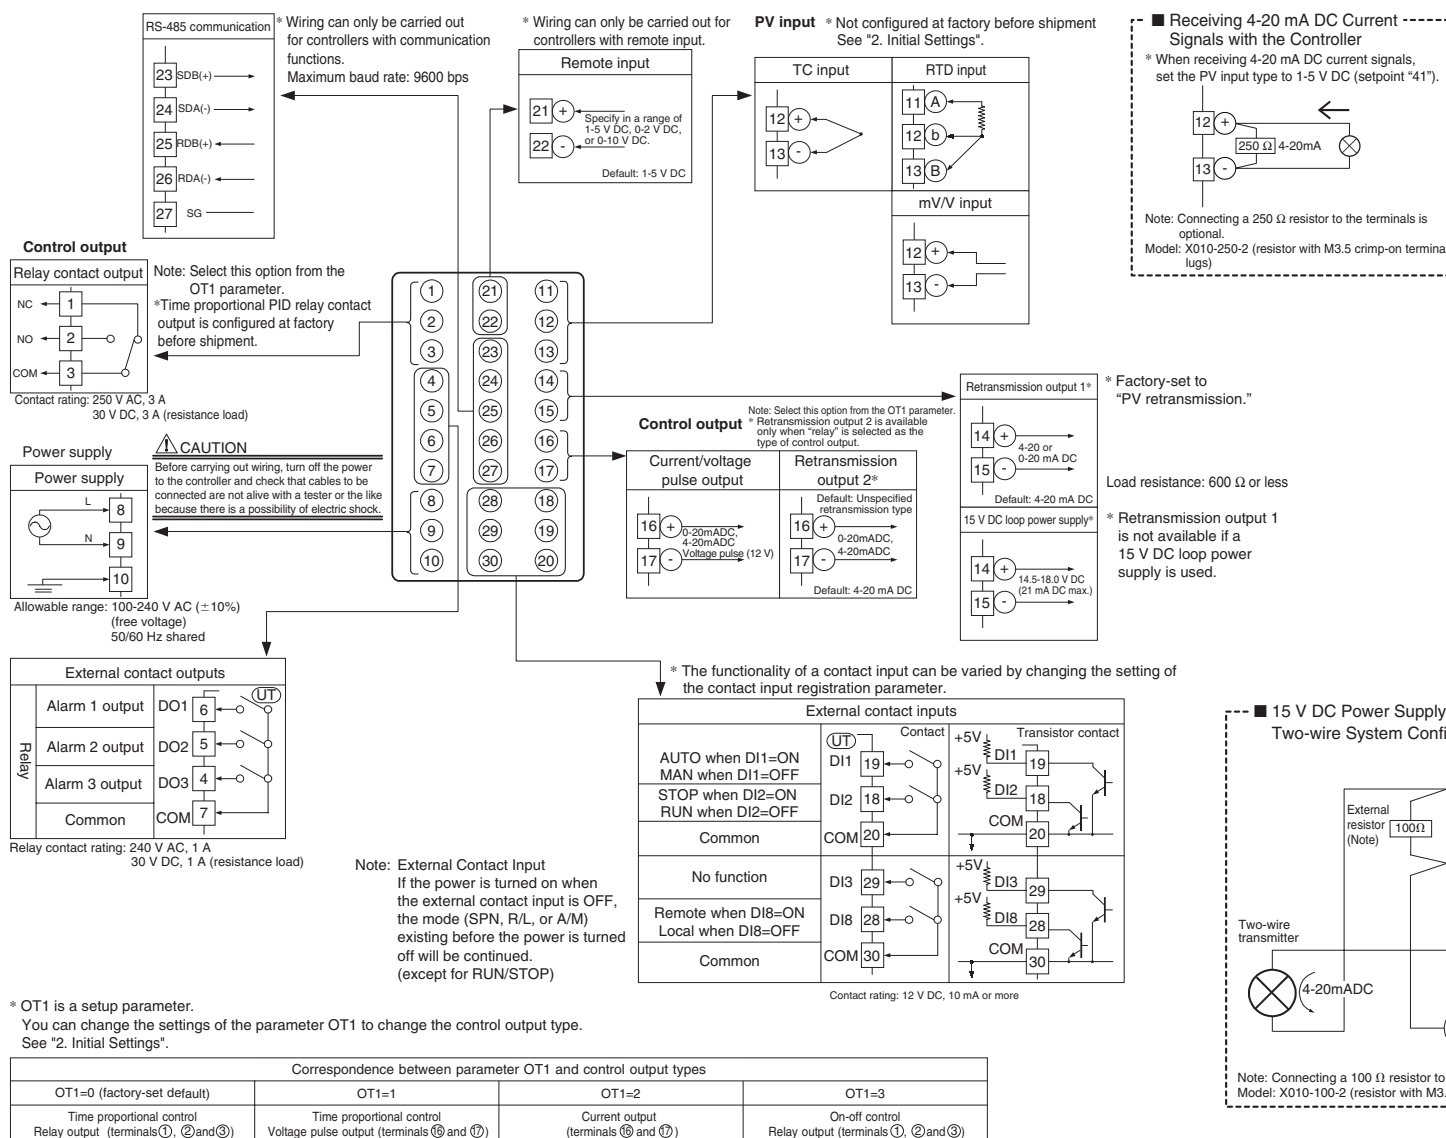 RS-485 communication
* Wiring can only be carried out
for controllers with communication
functions.
Maximum baud rate: 9600 bps
23 SDB(+)
24 SDA(-)
25 RDB(+)
26 RDA(-)
27 SG
* Wiring can only be carried out for
controllers with remote input.
Remote input
21 +
22 -
Specify in a range of
1-5 V DC, 0-2 V DC,
or 0-10 V DC.
Default: 1-5 V DC
PV input * Not configured at factory before shipment
See "2. Initial Settings".
TC input
12 +
13 -
RTD input
11 A
12 b
13 B
mV/V input
12 +
13 -
■ Receiving 4-20 mA DC Current
Signals with the Controller
* When receiving 4-20 mA DC current signals,
set the PV input type to 1-5 V DC (setpoint “41”).
12 +
250 Ω 4-20mA
13 -
Note: Connecting a 250 Ω resistor to the terminals is
optional.
Model: X010-250-2 (resistor with M3.5 crimp-on termina
lugs)
Control output
Relay contact output
NC 1
NO 2
COM 3
Note: Select this option from the
OT1 parameter.
*Time proportional PID relay contact
output is configured at factory
before shipment.
Contact rating: 250 V AC, 3 A
30 V DC, 3 A (resistance load)
1 21 11
2 22 12
3 23 13
4 24 14
5 25 15
6 26 16
7 27 17
8 28 18
9 29 19
10 30 20
Power supply
Power supply
L 8
N 9
10
Allowable range: 100-240 V AC (±10%)
(free voltage)
50/60 Hz shared
! CAUTION
Before carrying out wiring, turn off the power
to the controller and check that cables to be
connected are not alive with a tester or the like
because there is a possibility of electric shock.
Control output
Note: Select this option from the OT1 parameter.
* Retransmission output 2 is available
only when “relay” is selected as the
type of control output.
Current/voltage
pulse output
16 +
17 -
0-20mADC,
4-20mADC
Voltage pulse (12 V)
Retransmission
output 2*
Default: Unspecified
retransmission type
16 +
17 -
0-20mADC,
4-20mADC
Default: 4-20 mA DC
Retransmission output 1*
14 +
15 -
4-20 or
0-20 mA DC
Default: 4-20 mA DC
15 V DC loop power supply*
14 +
15 -
14.5-18.0 V DC
(21 mA DC max.)
* Factory-set to
“PV retransmission.”
Load resistance: 600 Ω or less
* Retransmission output 1
is not available if a
15 V DC loop power
supply is used.
External contact outputs
Relay
UT
Alarm 1 output DO1 6
Alarm 2 output DO2 5
Alarm 3 output DO3 4
Common COM 7
Relay contact rating: 240 V AC, 1 A
30 V DC, 1 A (resistance load)
Note: External Contact Input
If the power is turned on when
the external contact input is OFF,
the mode (SPN, R/L, or A/M)
existing before the power is turned
off will be continued.
(except for RUN/STOP)
* The functionality of a contact input can be varied by changing the setting of
the contact input registration parameter.
External contact inputs
UT Contact
Transistor contact
AUTO when DI1=ON
MAN when DI1=OFF
DI1 19
+5V DI1 19
STOP when DI2=ON
RUN when DI2=OFF
DI2 18
+5V DI2 18
Common
COM 20
COM 20
No function
DI3 29
+5V DI3 29
Remote when DI8=ON
Local when DI8=OFF
DI8 28
+5V DI8 28
Common
COM 30
COM 30
Contact rating: 12 V DC, 10 mA or more
■ 15 V DC Power Supply
Two-wire System Confi
External
resistor
(Note)
100Ω
Two-wire
transmitter
4-20mADC
Note: Connecting a 100 Ω resistor to
Model: X010-100-2 (resistor with M3.
* OT1 is a setup parameter.
You can change the settings of the parameter OT1 to change the control output type.
See "2. Initial Settings".
Correspondence between parameter OT1 and control output types
OT1=0 (factory-set default) OT1=1 OT1=2 OT1=3
Time proportional control
Relay output (terminals①, ②and③)
Time proportional control
Voltage pulse output (terminals ⑯ and ⑰)
Current output
(terminals ⑯ and ⑰)
On-off control
Relay output (terminals①, ②and③)